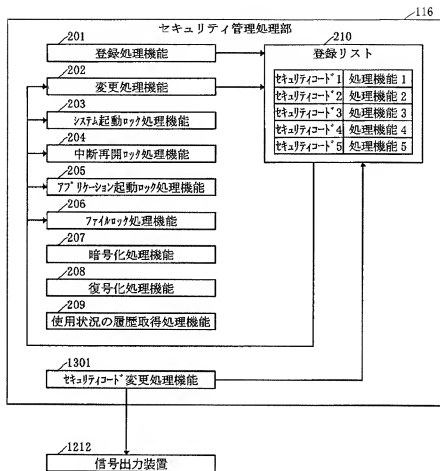 116
セキュリティ管理処理部
201
登録処理機能
202
変更処理機能
203
システム起動ロック処理機能
204
中断再開ロック処理機能
205
アプリケーション起動ロック処理機能
206
ファイルロック処理機能
207
暗号化処理機能
208
復号化処理機能
209
使用状況の履歴取得処理機能
210
登録リスト
セキュリティコード1 処理機能1
セキュリティコード2 処理機能2
セキュリティコード3 処理機能3
セキュリティコード4 処理機能4
セキュリティコード5 処理機能5
1301
セキュリティコード変更処理機能
1212
信号出力装置